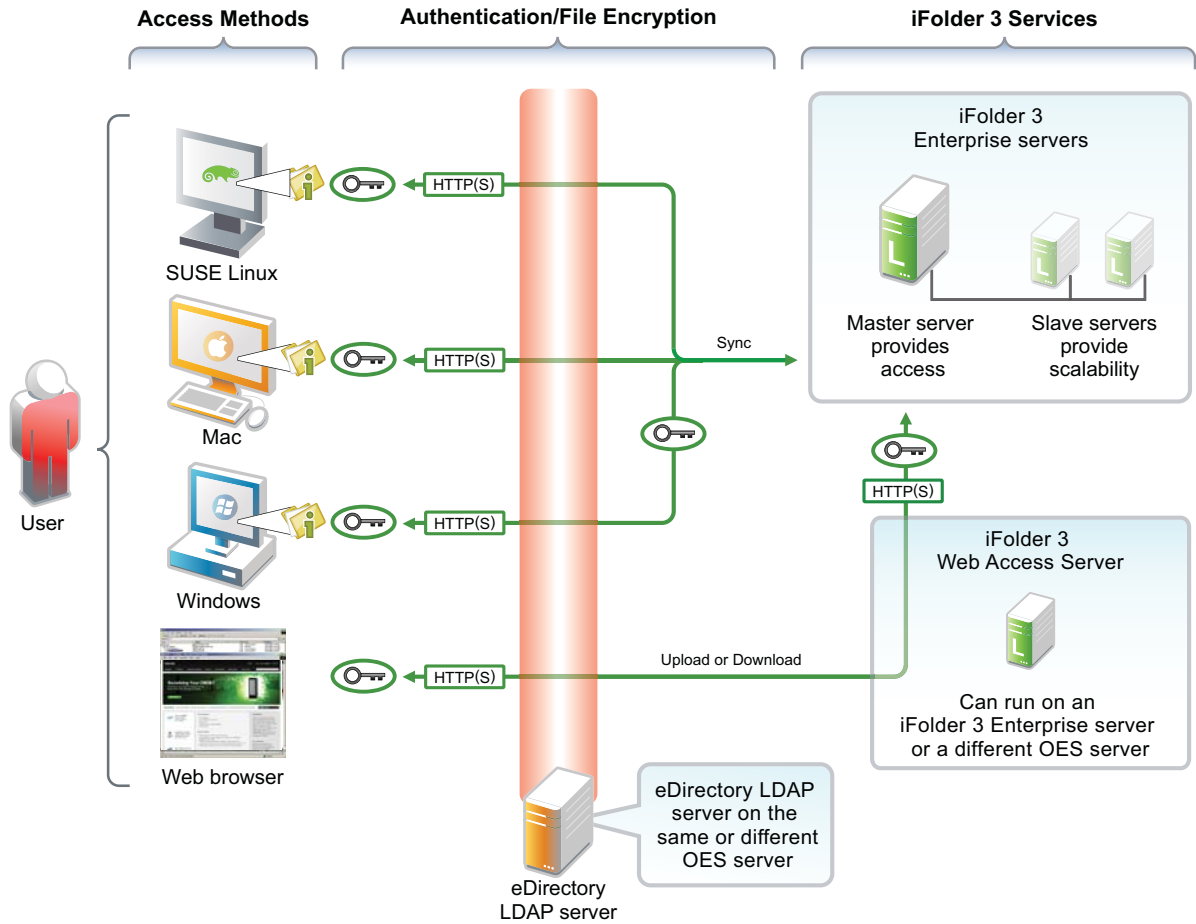 Access Methods
Authentication/File Encryption
iFolder 3 Services
SUSE Linux
Mac
Windows
Web browser
User
HTTP(S)
HTTP(S)
HTTP(S)
HTTP(S)
Sync
Upload or Download
iFolder 3
Enterprise servers
L
L
L
Master server
provides
access
Slave servers
provide
scalability
HTTP(S)
iFolder 3
Web Access Server
L
Can run on an
iFolder 3 Enterprise server
or a different OES server
eDirectory LDAP
server on the
same or different
OES server
eDirectory
LDAP server